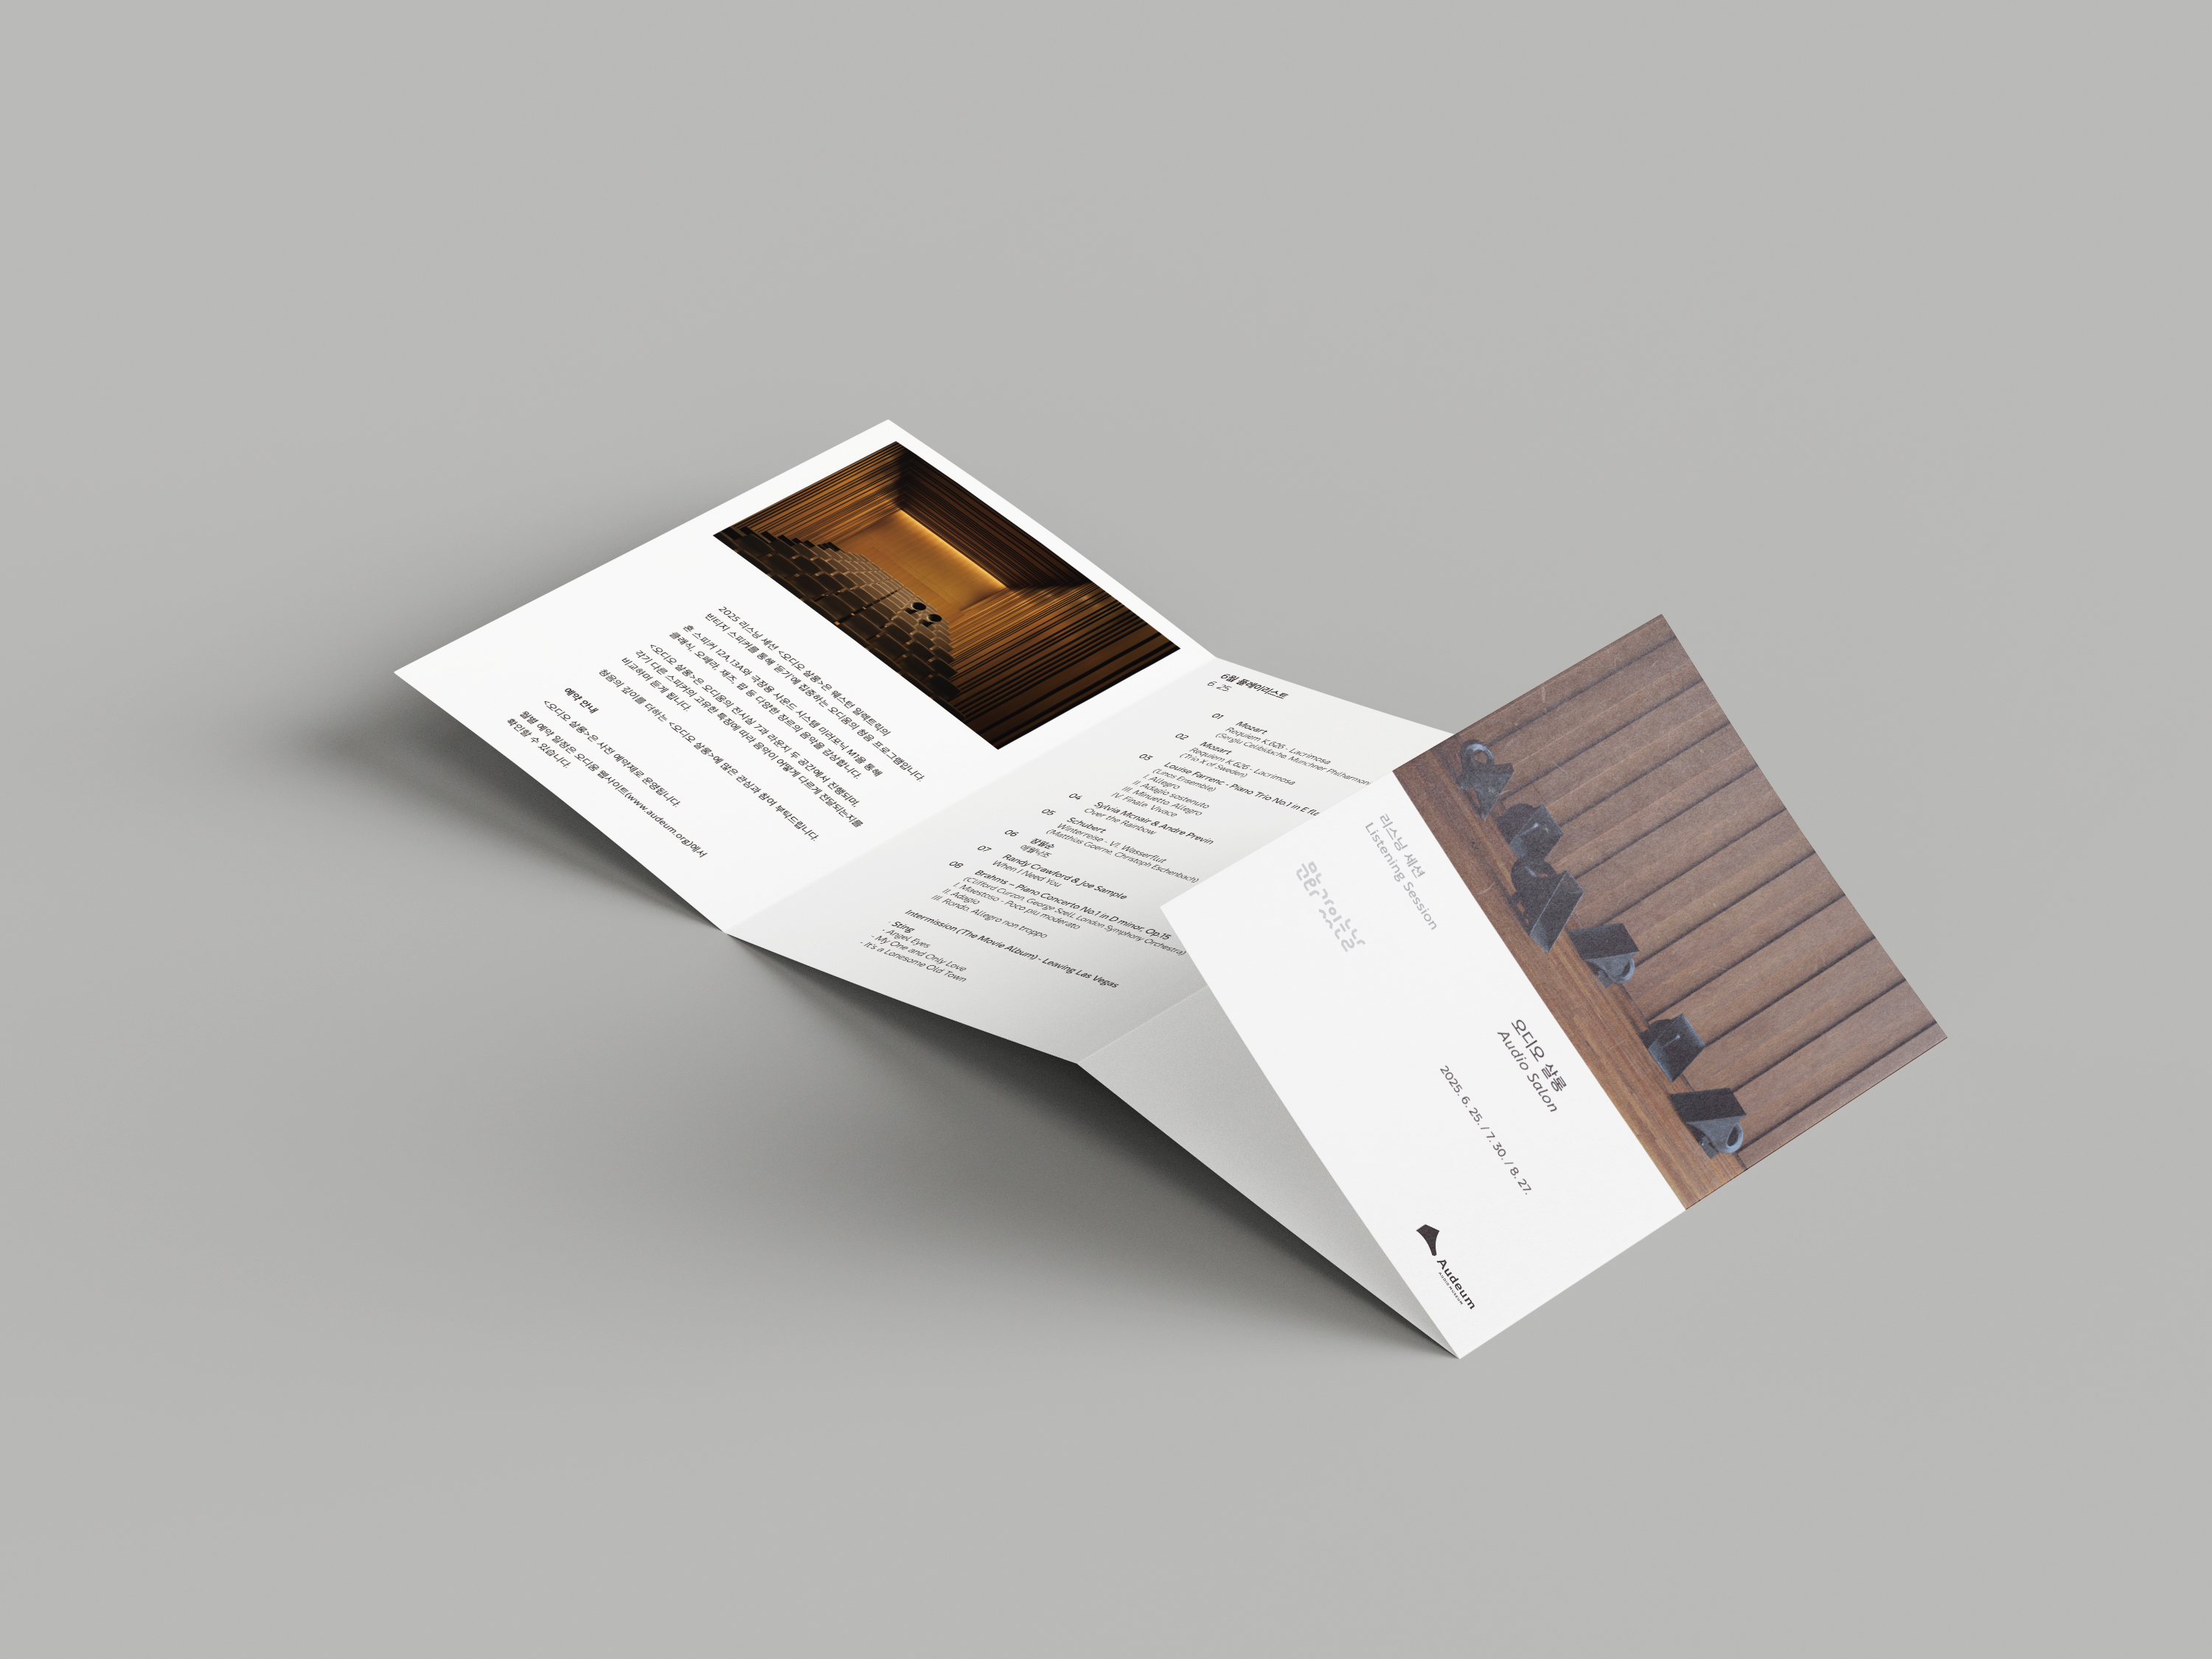 2025 리스닝 세션 <오디오 살롱>은 웨스턴 일렉트릭의
빈티지 스피커를 통해 '듣기'에 집중하는 오디움의 청음 프로그램입니다.
혼 스피커 12A,13A와 극장용 사운드 시스템 미러포닉 M1을 통해
클래식, 오페라, 재즈, 팝 등 다양한 장르의 음악을 감상합니다.
<오디오 살롱>은 오디움의 전시실 7과 라운지 두 공간에서 진행되며,
각기 다른 스피커의 고유한 특징에 따라 음악이 어떻게 다르게 전달되는지를
비교하며 듣게 됩니다.
청음의 깊이를 더하는 <오디오 살롱>에 많은 관심과 참여 부탁드립니다.
예약 안내
<오디오 살롱>은 사전 예약제로 운영됩니다.
월별 예약 일정은 오디움 웹사이트(www.audeum.org)에서
확인할 수 있습니다.
6월 플레이리스트
6. 25
01 Mozart
Requiem K.626 - Lacrimosa
(Sergiu Celibidache, Münchner Philharmoni
02 Mozart
Requiem K.626 - Lacrimosa
(Trio X of Sweden)
03 Louise Farrenc - Piano Trio No.1 in E fla
(Linos Ensemble)
I. Allegro
II. Adagio sostenuto
III. Minuetto. Allegro
IV. Finale. Vivace
04 Sylvia Mcnair & Andre Previn
Over the Rainbow
05 Schubert
Winterreise - VI. Wasserflut
(Matthias Goerne, Christoph Eschenbach)
06
07 Randy Crawford & Joe Sample
When I Need You
08 Brahms – Piano Concerto No.1 in D minor, Op.15
(Clifford Curzon, George Szell, London Symphony Orchestra)
I. Maestoso - Poco più moderato
II. Adagio
III. Rondo. Allegro non troppo
Intermission (The Movie Album) - Leaving Las Vegas
Sting
- Angel Eyes
- My One and Only Love
- It's a Lonesome Old Town
리스닝 세션
Listening Session
오디오 살롱
Audio Salon
2025. 6. 25. / 7. 30. / 8. 27.
Audeum
AUDIO MUSEUM